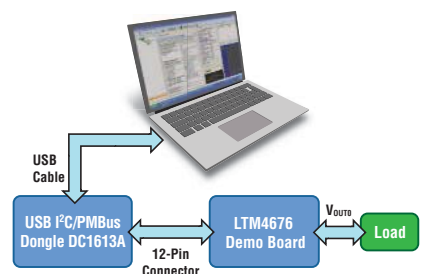 USB
Cable
USB I²C/PMBus
Dongle DC1613A
12-Pin
Connector
LTM4676
Demo Board
VOUT0
Load